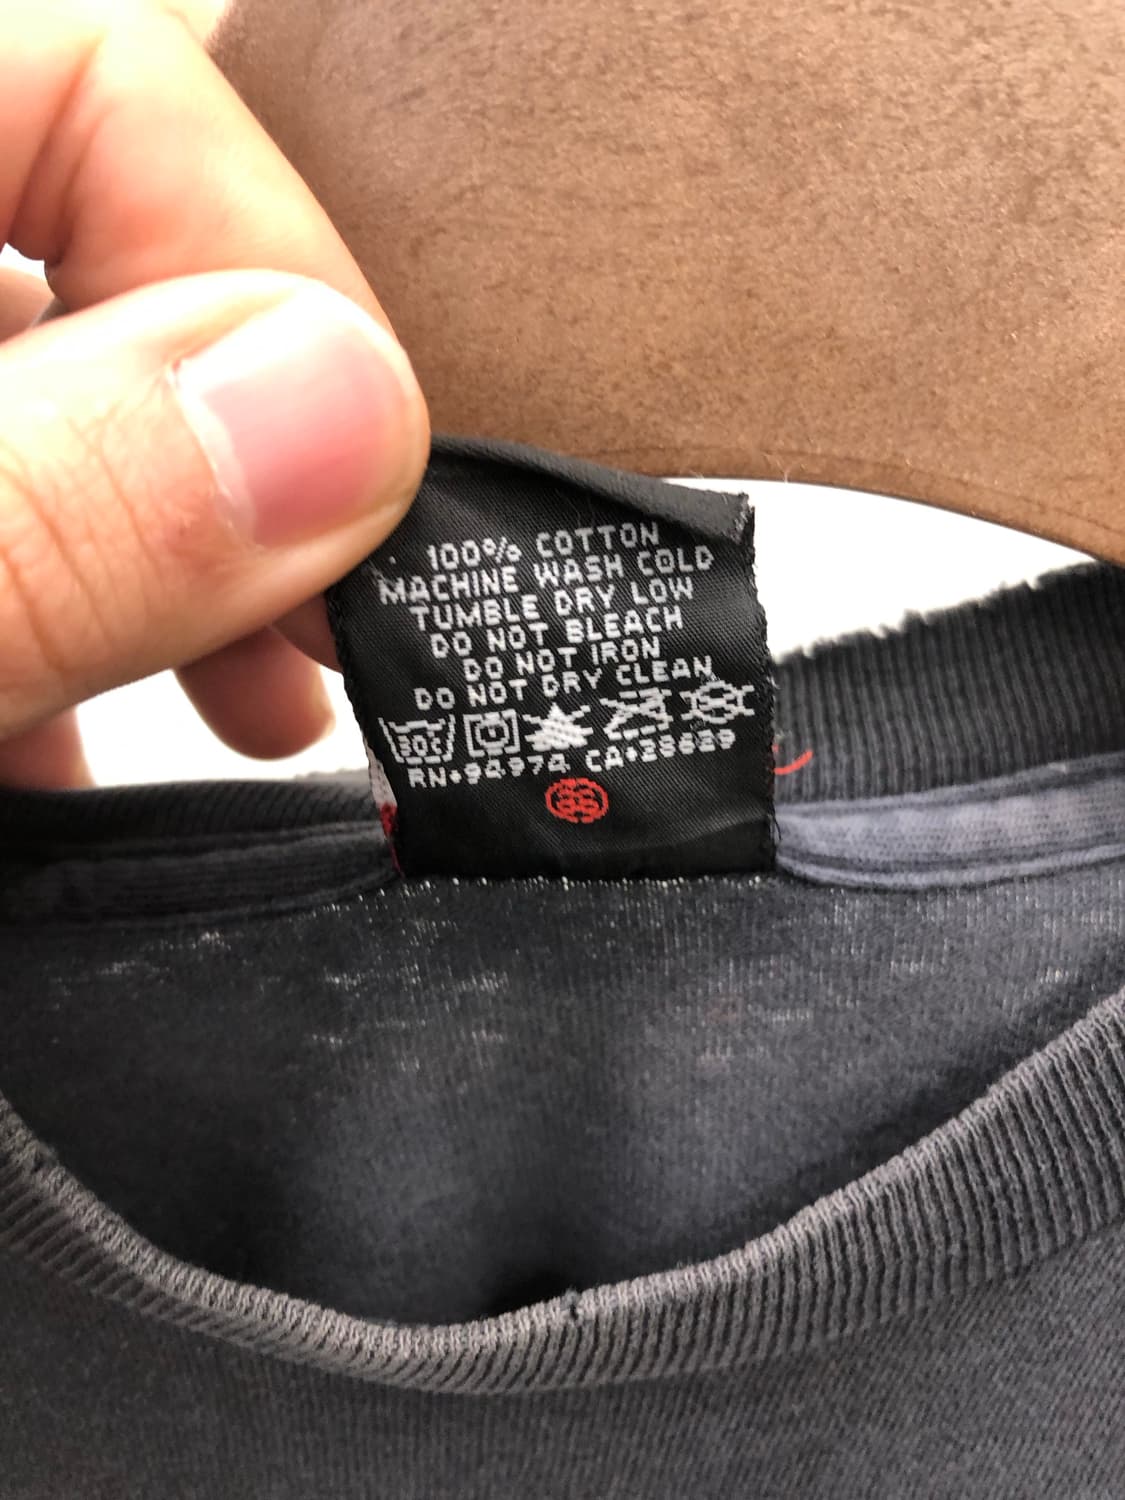 100% COTTON
MACHINE WASH COLD
TUMBLE DRY LOW
DO NOT BLEACH
DO NOT IRON
DO NOT DRY CLEAN
30C
RN•94974 CA•28629